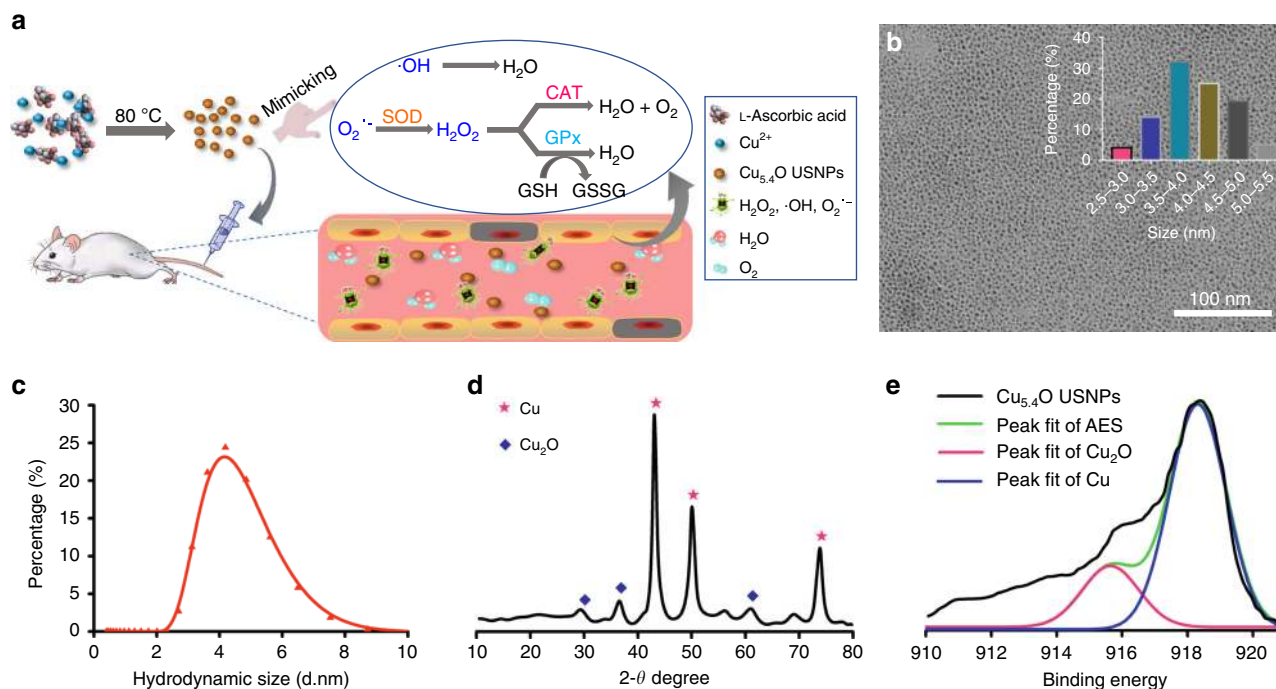 a
80 °C
Mimicking
·OH
H₂O
O₂·⁻
SOD
H₂O₂
CAT
H₂O + O₂
GPx
H₂O
GSH
GSSG
L-Ascorbic acid
Cu²⁺
Cu₅.₄O USNPs
H₂O₂, ·OH, O₂·⁻
H₂O
O₂
b
Percentage (%)
40
30
20
10
0
2.5–3.0
3.0–3.5
3.5–4.0
4.0–4.5
4.5–5.0
5.0–5.5
Size (nm)
100 nm
c
Percentage (%)
30
25
20
15
10
5
0
0 2 4 6 8 10
Hydrodynamic size (d.nm)
d
Cu
Cu₂O
10 20 30 40 50 60 70 80
2-θ degree
e
Cu₅.₄O USNPs
Peak fit of AES
Peak fit of Cu₂O
Peak fit of Cu
910 912 914 916 918 920
Binding energy